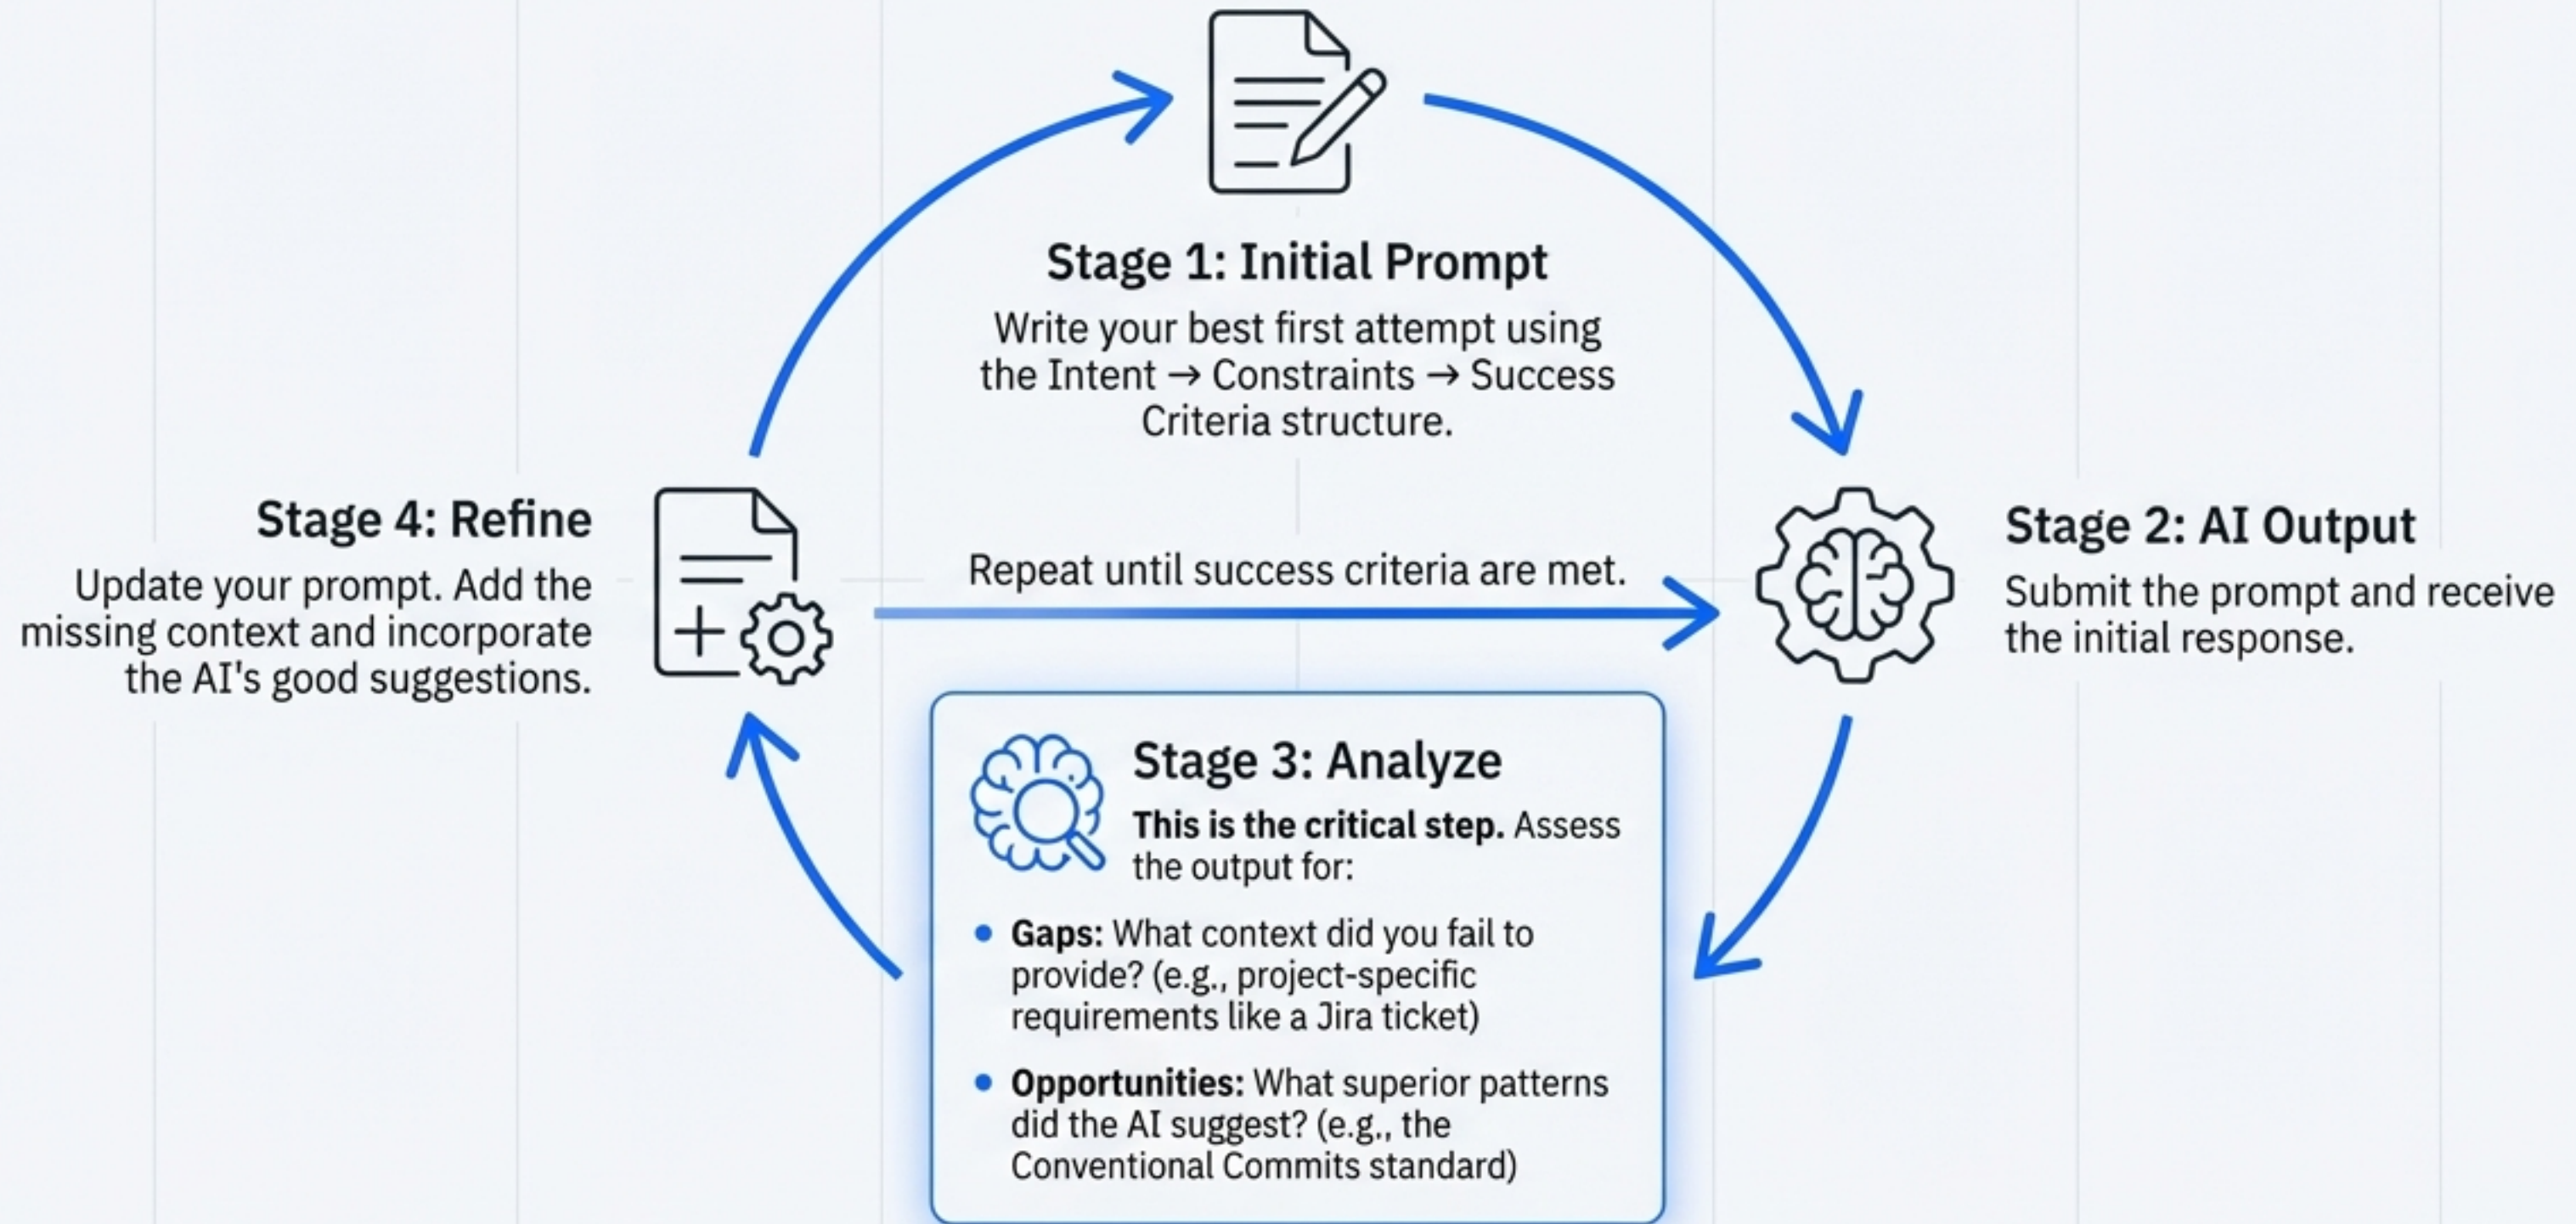 Stage 1: Initial Prompt
Write your best first attempt using
the Intent → Constraints → Success
Criteria structure.
Stage 4: Refine
Update your prompt. Add the
missing context and incorporate
the AI's good suggestions.
Repeat until success criteria are met.
Stage 2: AI Output
Submit the prompt and receive
the initial response.
Stage 3: Analyze
This is the critical step. Assess
the output for:
• Gaps: What context did you fail to
provide? (e.g., project-specific
requirements like a Jira ticket)
• Opportunities: What superior patterns
did the AI suggest? (e.g., the
Conventional Commits standard)